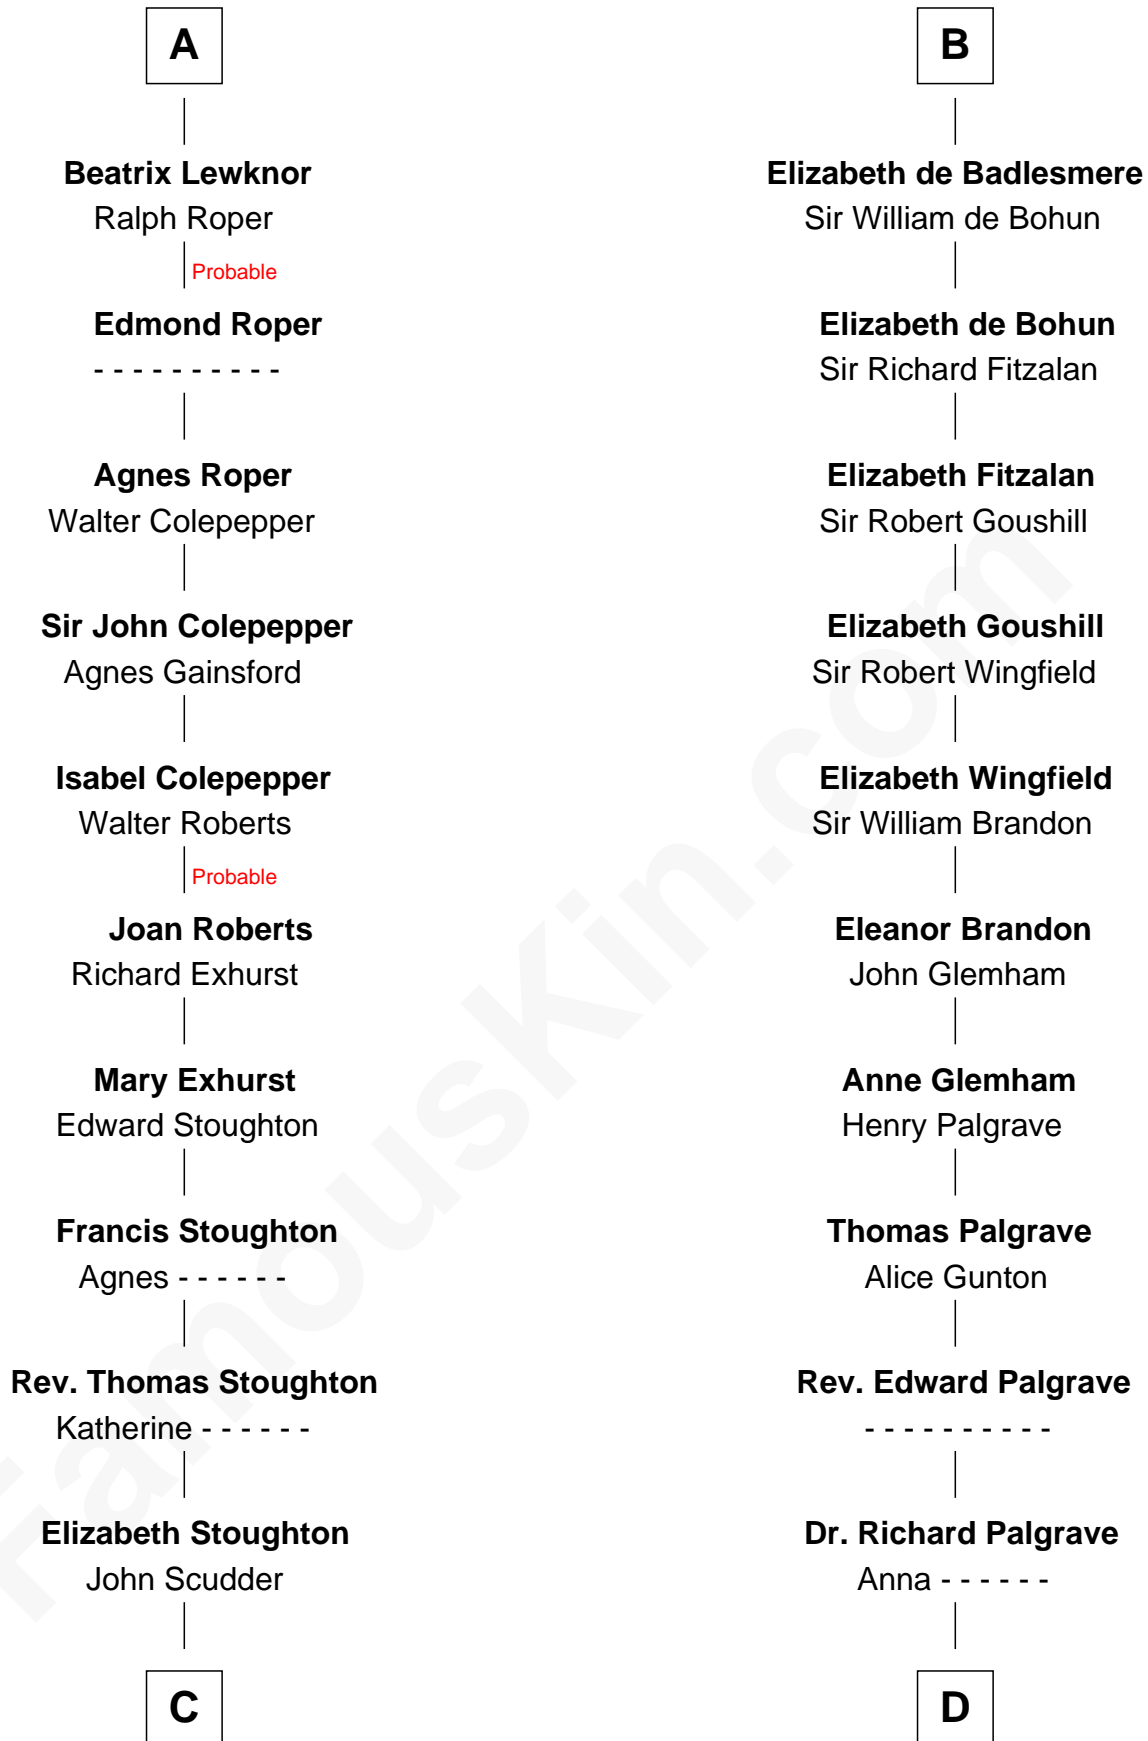 A
Beatrix Lewknor
Ralph Roper
Probable
Edmond Roper
- - - - - - - - - -
Agnes Roper
Walter Colepepper
Sir John Colepepper
Agnes Gainsford
Isabel Colepepper
Walter Roberts
Probable
Joan Roberts
Richard Exhurst
Mary Exhurst
Edward Stoughton
Francis Stoughton
Agnes - - - - - -
Rev. Thomas Stoughton
Katherine - - - - - -
Elizabeth Stoughton
John Scudder
C
B
Elizabeth de Badlesmere
Sir William de Bohun
Elizabeth de Bohun
Sir Richard Fitzalan
Elizabeth Fitzalan
Sir Robert Goushill
Elizabeth Goushill
Sir Robert Wingfield
Elizabeth Wingfield
Sir William Brandon
Eleanor Brandon
John Glemham
Anne Glemham
Henry Palgrave
Thomas Palgrave
Alice Gunton
Rev. Edward Palgrave
- - - - - - - - - -
Dr. Richard Palgrave
Anna - - - - - -
D
FamousKin.com